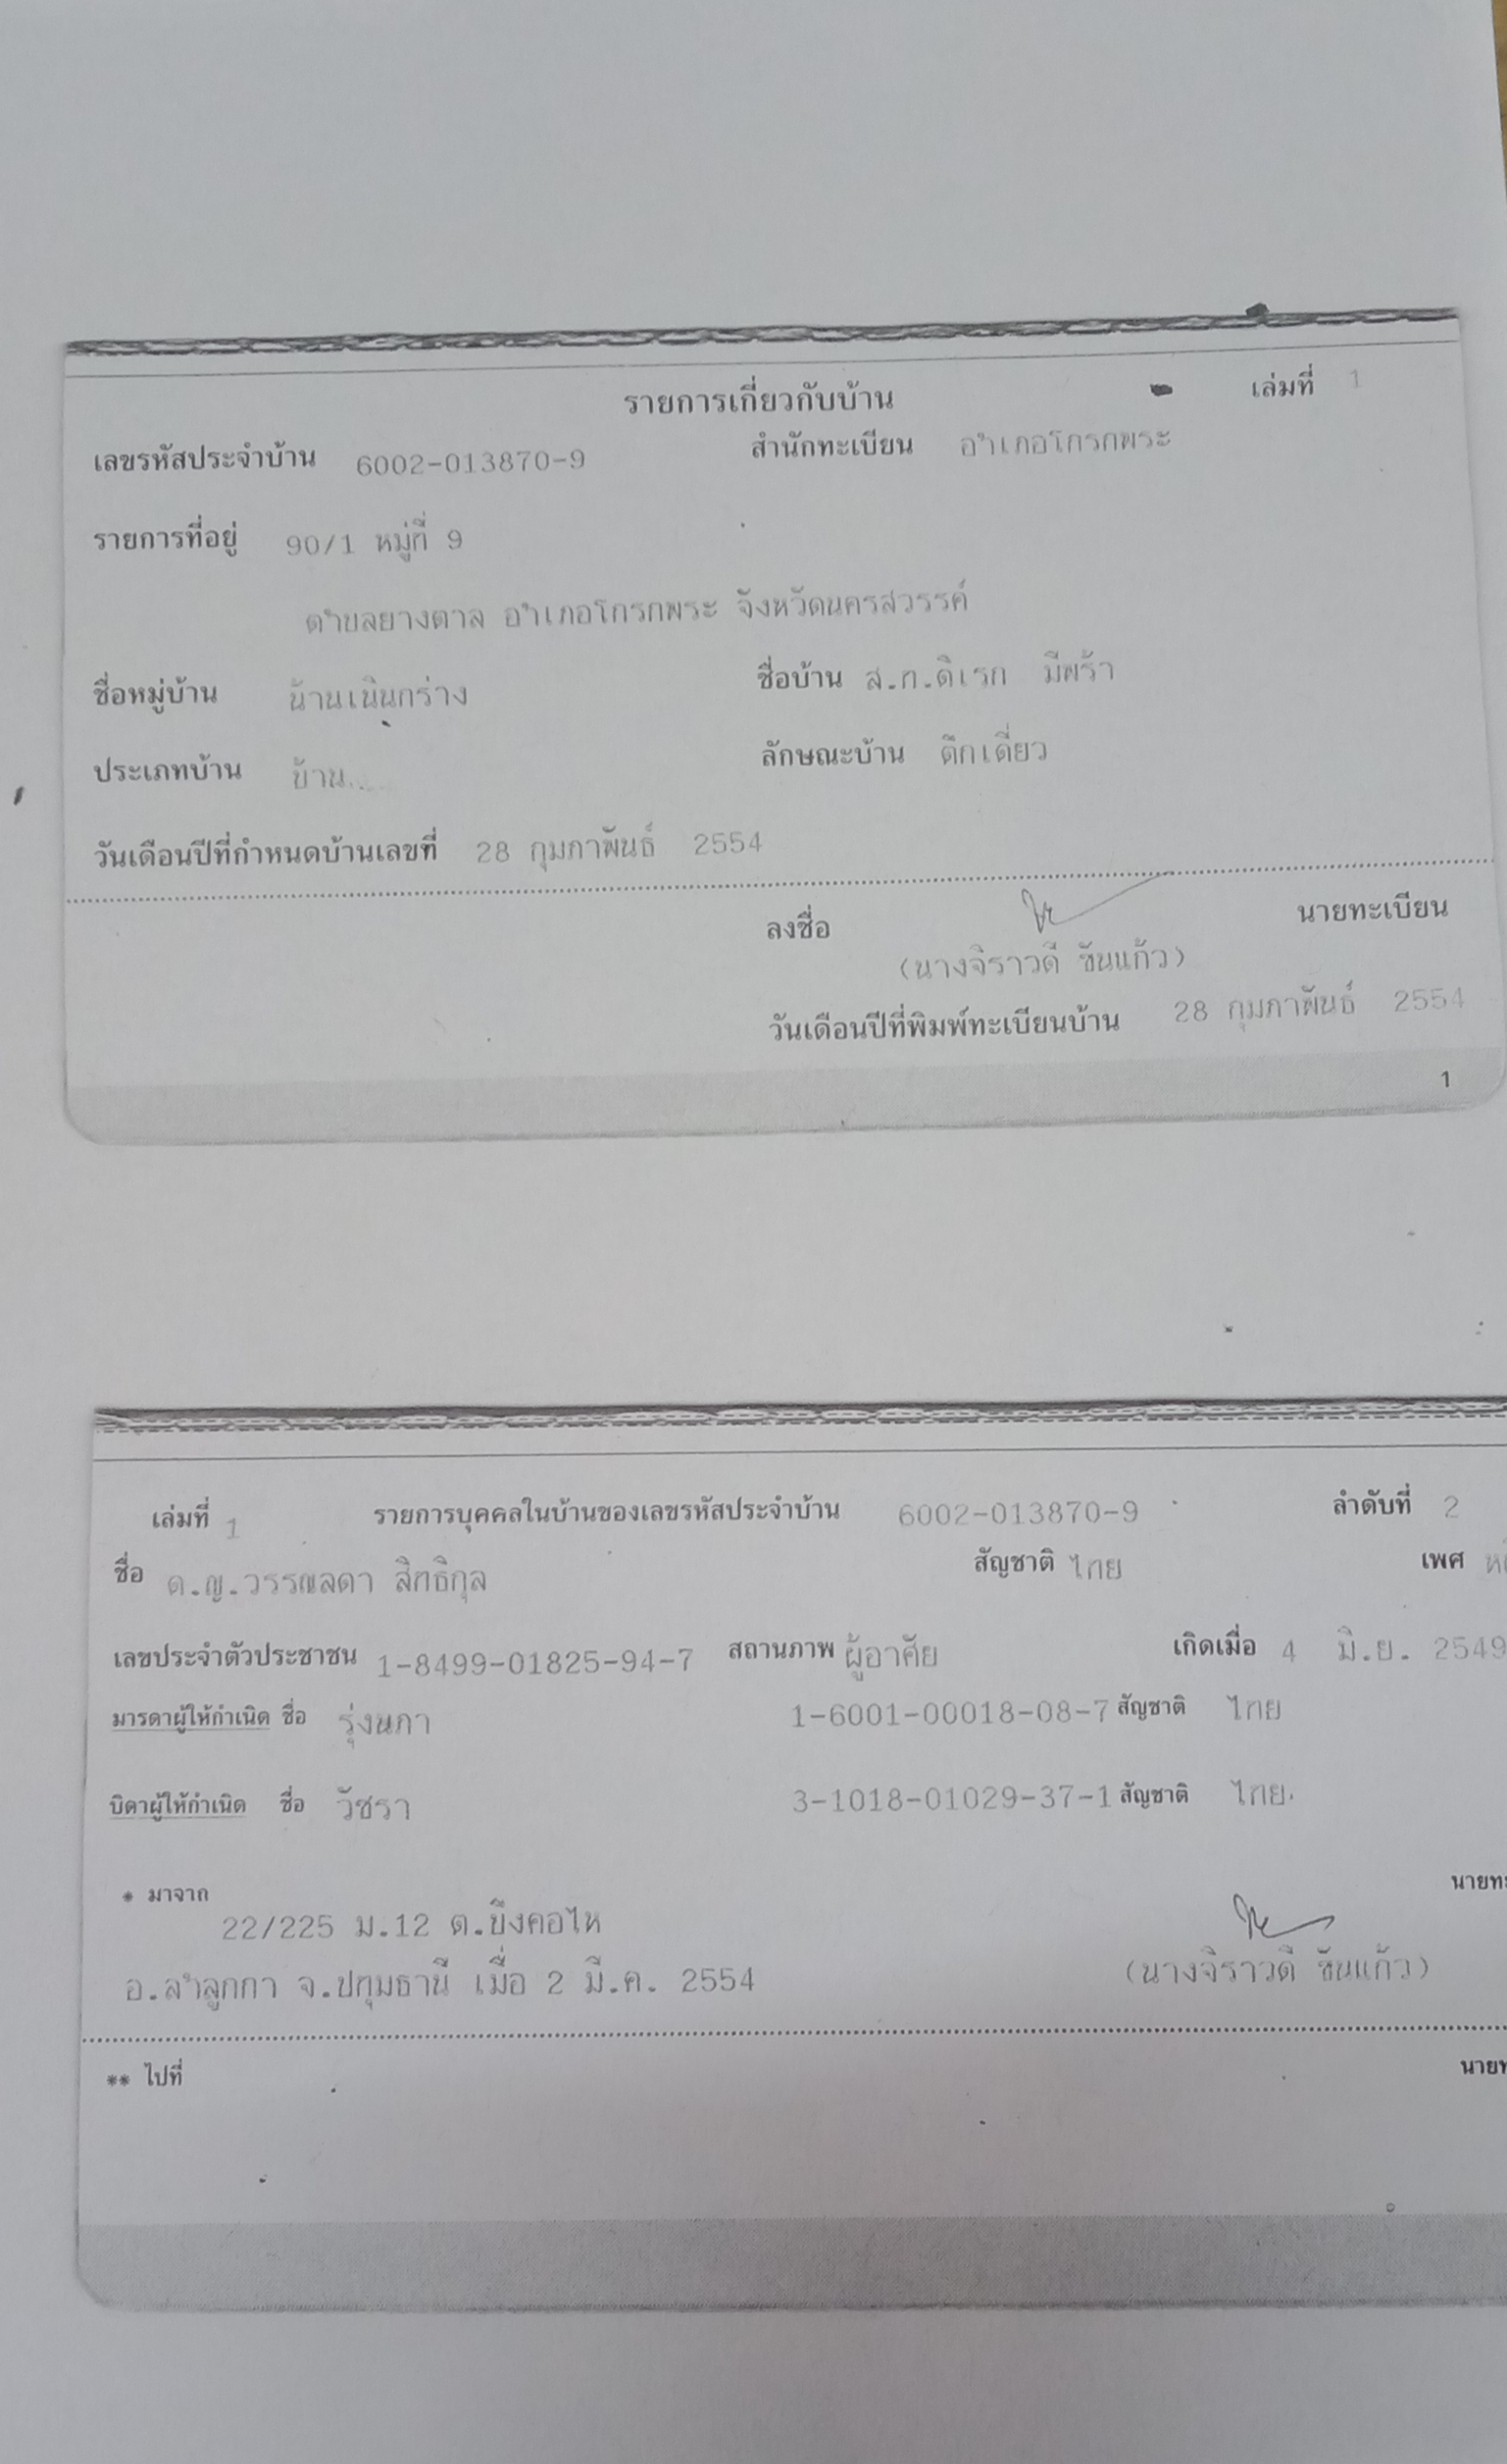 รายการเกี่ยวกับบ้าน เล่มที่ 1
เลขรหัสประจำบ้าน 6002-013870-9 สำนักทะเบียน อำเภอโกรกพระ
รายการที่อยู่ 90/1 หมู่ที่ 9
ตำบลยางตาล อำเภอโกรกพระ จังหวัดนครสวรรค์
ชื่อหมู่บ้าน บ้านเนินกร่าง ชื่อบ้าน ส.ท.ดิเรก มีพร้า
ประเภทบ้าน บ้าน ลักษณะบ้าน ตึกเดี่ยว
วันเดือนปีที่กำหนดบ้านเลขที่ 28 กุมภาพันธ์ 2554
ลงชื่อ นายทะเบียน
(นางจิราวดี ขันแก้ว)
วันเดือนปีที่พิมพ์ทะเบียนบ้าน 28 กุมภาพันธ์ 2554
1
เล่มที่ 1 รายการบุคคลในบ้านของเลขรหัสประจำบ้าน 6002-013870-9 ลำดับที่ 2
ชื่อ ด.ญ.วรรณลดา สิทธิกุล สัญชาติ ไทย เพศ
เลขประจำตัวประชาชน 1-8499-01825-94-7 สถานภาพ ผู้อาศัย เกิดเมื่อ 4 มิ.ย. 2549
มารดาผู้ให้กำเนิด ชื่อ รุ่งนภา 1-6001-00018-08-7 สัญชาติ ไทย
บิดาผู้ให้กำเนิด ชื่อ วัชรา 3-1018-01029-37-1 สัญชาติ ไทย
* มาจาก
22/225 ม.12 ต.บึงคอไห
อ.ลำลูกกา จ.ปทุมธานี เมื่อ 2 มี.ค. 2554 (นางจิราวดี ขันแก้ว)
** ไปที่